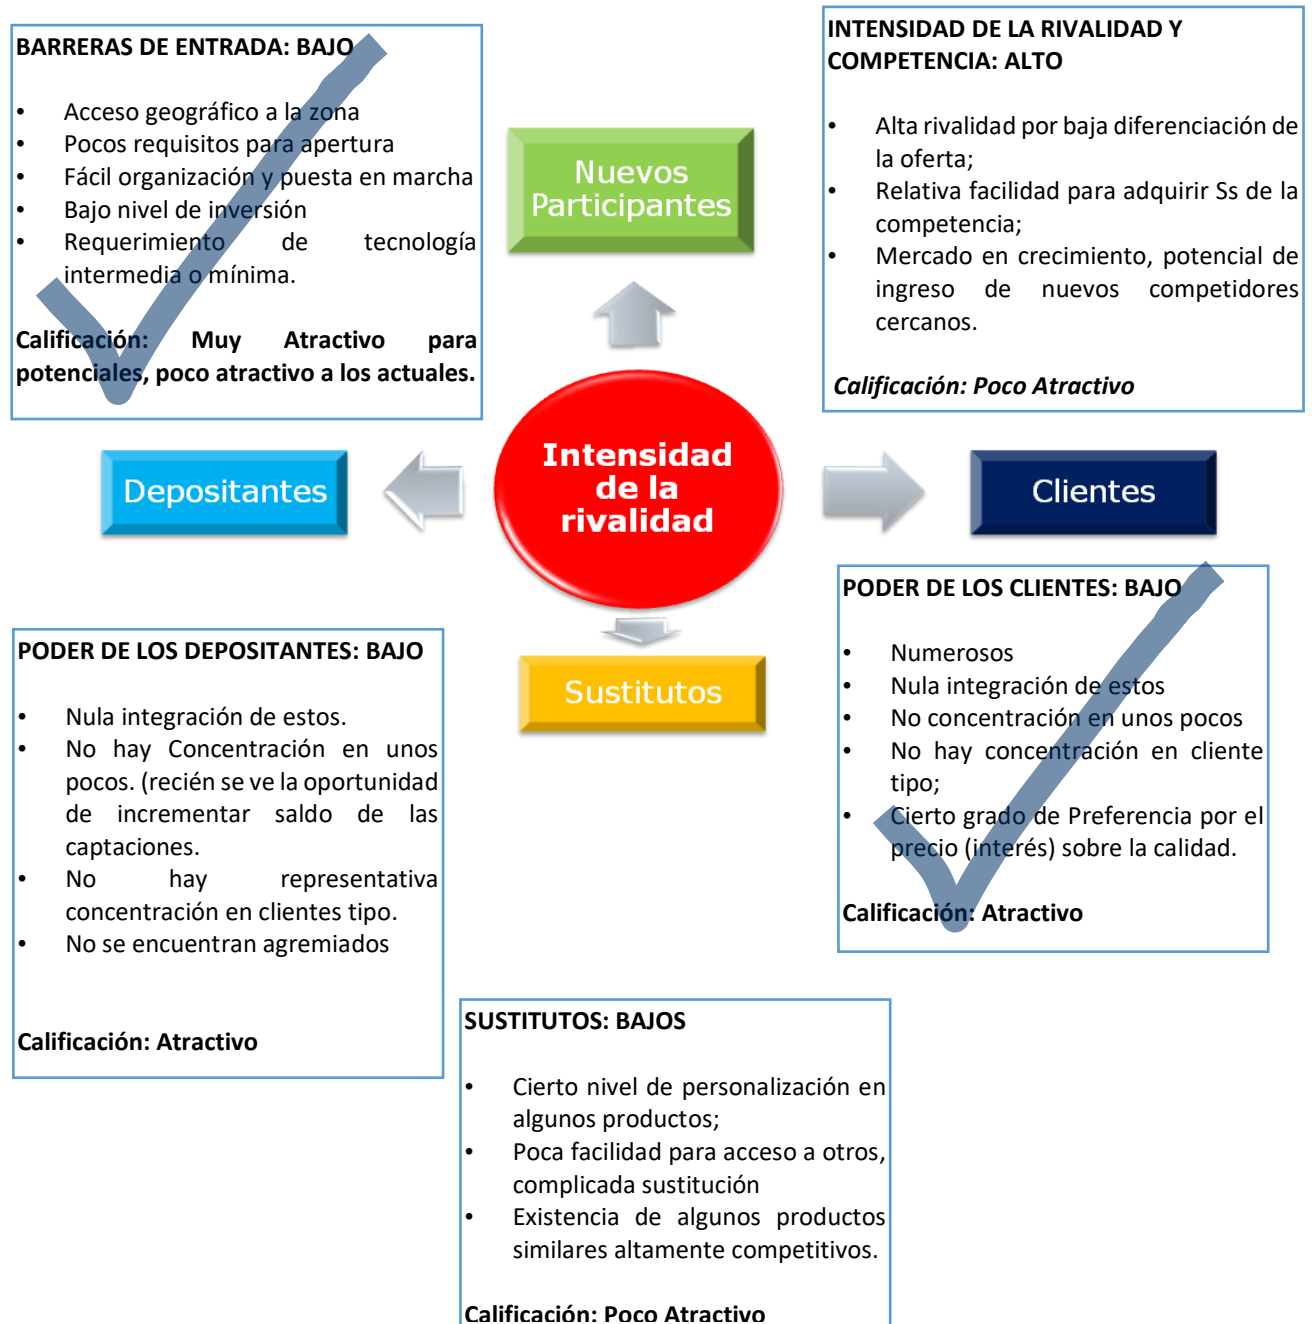 BARRERAS DE ENTRADA: BAJO
• Acceso geográfico a la zona
• Pocos requisitos para apertura
• Fácil organización y puesta en marcha
• Bajo nivel de inversión
• Requerimiento de tecnología
intermedia o mínima.
Calificación: Muy Atractivo para
potenciales, poco atractivo a los actuales.
INTENSIDAD DE LA RIVALIDAD Y
COMPETENCIA: ALTO
• Alta rivalidad por baja diferenciación de
la oferta;
• Relativa facilidad para adquirir Ss de la
competencia;
• Mercado en crecimiento, potencial de
ingreso de nuevos competidores
cercanos.
Calificación: Poco Atractivo
Nuevos
Participantes
Depositantes
Intensidad
de la
rivalidad
Clientes
Sustitutos
PODER DE LOS DEPOSITANTES: BAJO
• Nula integración de estos.
• No hay Concentración en unos
pocos. (recién se ve la oportunidad
de incrementar saldo de las
captaciones.
• No hay representativa
concentración en clientes tipo.
• No se encuentran agremiados
Calificación: Atractivo
PODER DE LOS CLIENTES: BAJO
• Numerosos
• Nula integración de estos
• No concentración en unos pocos
• No hay concentración en cliente
tipo;
• Cierto grado de Preferencia por el
precio (interés) sobre la calidad.
Calificación: Atractivo
SUSTITUTOS: BAJOS
• Cierto nivel de personalización en
algunos productos;
• Poca facilidad para acceso a otros,
complicada sustitución
• Existencia de algunos productos
similares altamente competitivos.
Calificación: Poco Atractivo